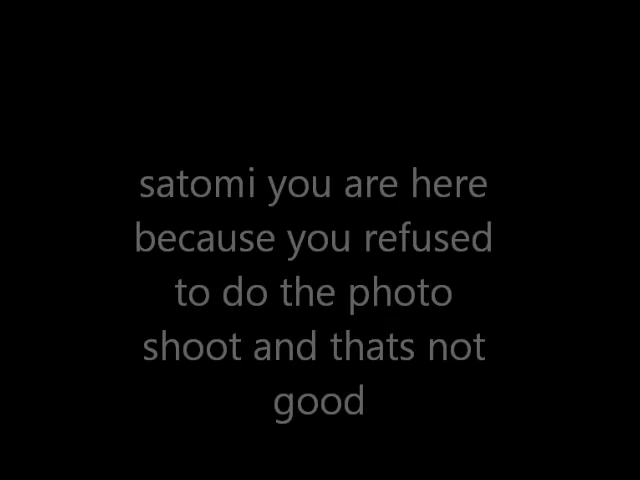 satomi you are here
because you refused
to do the photo
shoot and thats not
good